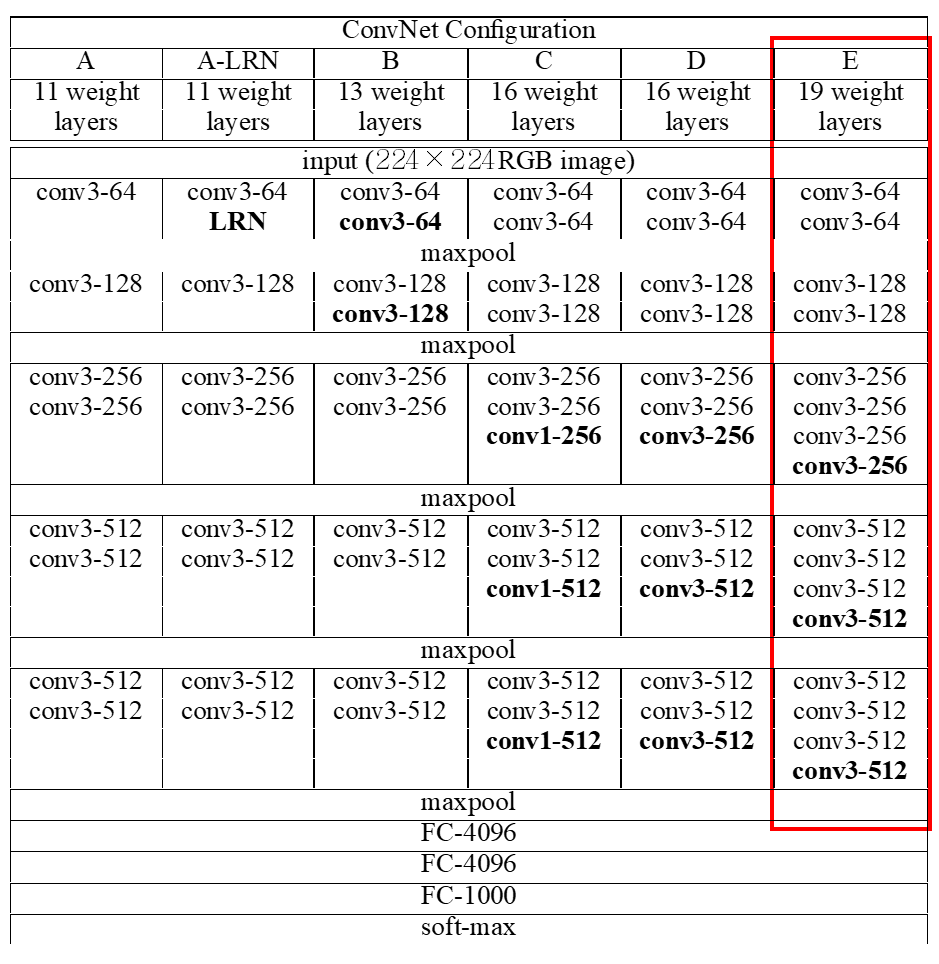 ConvNet Configuration
A A-LRN B C D E
11 weight 11 weight 13 weight 16 weight 16 weight 19 weight
layers layers layers layers layers layers
input (224×224 RGB image)
conv3-64 conv3-64 conv3-64 conv3-64 conv3-64 conv3-64
LRN conv3-64 conv3-64 conv3-64 conv3-64
maxpool
conv3-128 conv3-128 conv3-128 conv3-128 conv3-128 conv3-128
conv3-128 conv3-128 conv3-128 conv3-128
maxpool
conv3-256 conv3-256 conv3-256 conv3-256 conv3-256 conv3-256
conv3-256 conv3-256 conv3-256 conv3-256 conv3-256 conv3-256
conv1-256 conv3-256 conv3-256
conv3-256
maxpool
conv3-512 conv3-512 conv3-512 conv3-512 conv3-512 conv3-512
conv3-512 conv3-512 conv3-512 conv3-512 conv3-512 conv3-512
conv1-512 conv3-512 conv3-512
conv3-512
maxpool
conv3-512 conv3-512 conv3-512 conv3-512 conv3-512 conv3-512
conv3-512 conv3-512 conv3-512 conv3-512 conv3-512 conv3-512
conv1-512 conv3-512 conv3-512
conv3-512
maxpool
FC-4096
FC-4096
FC-1000
soft-max